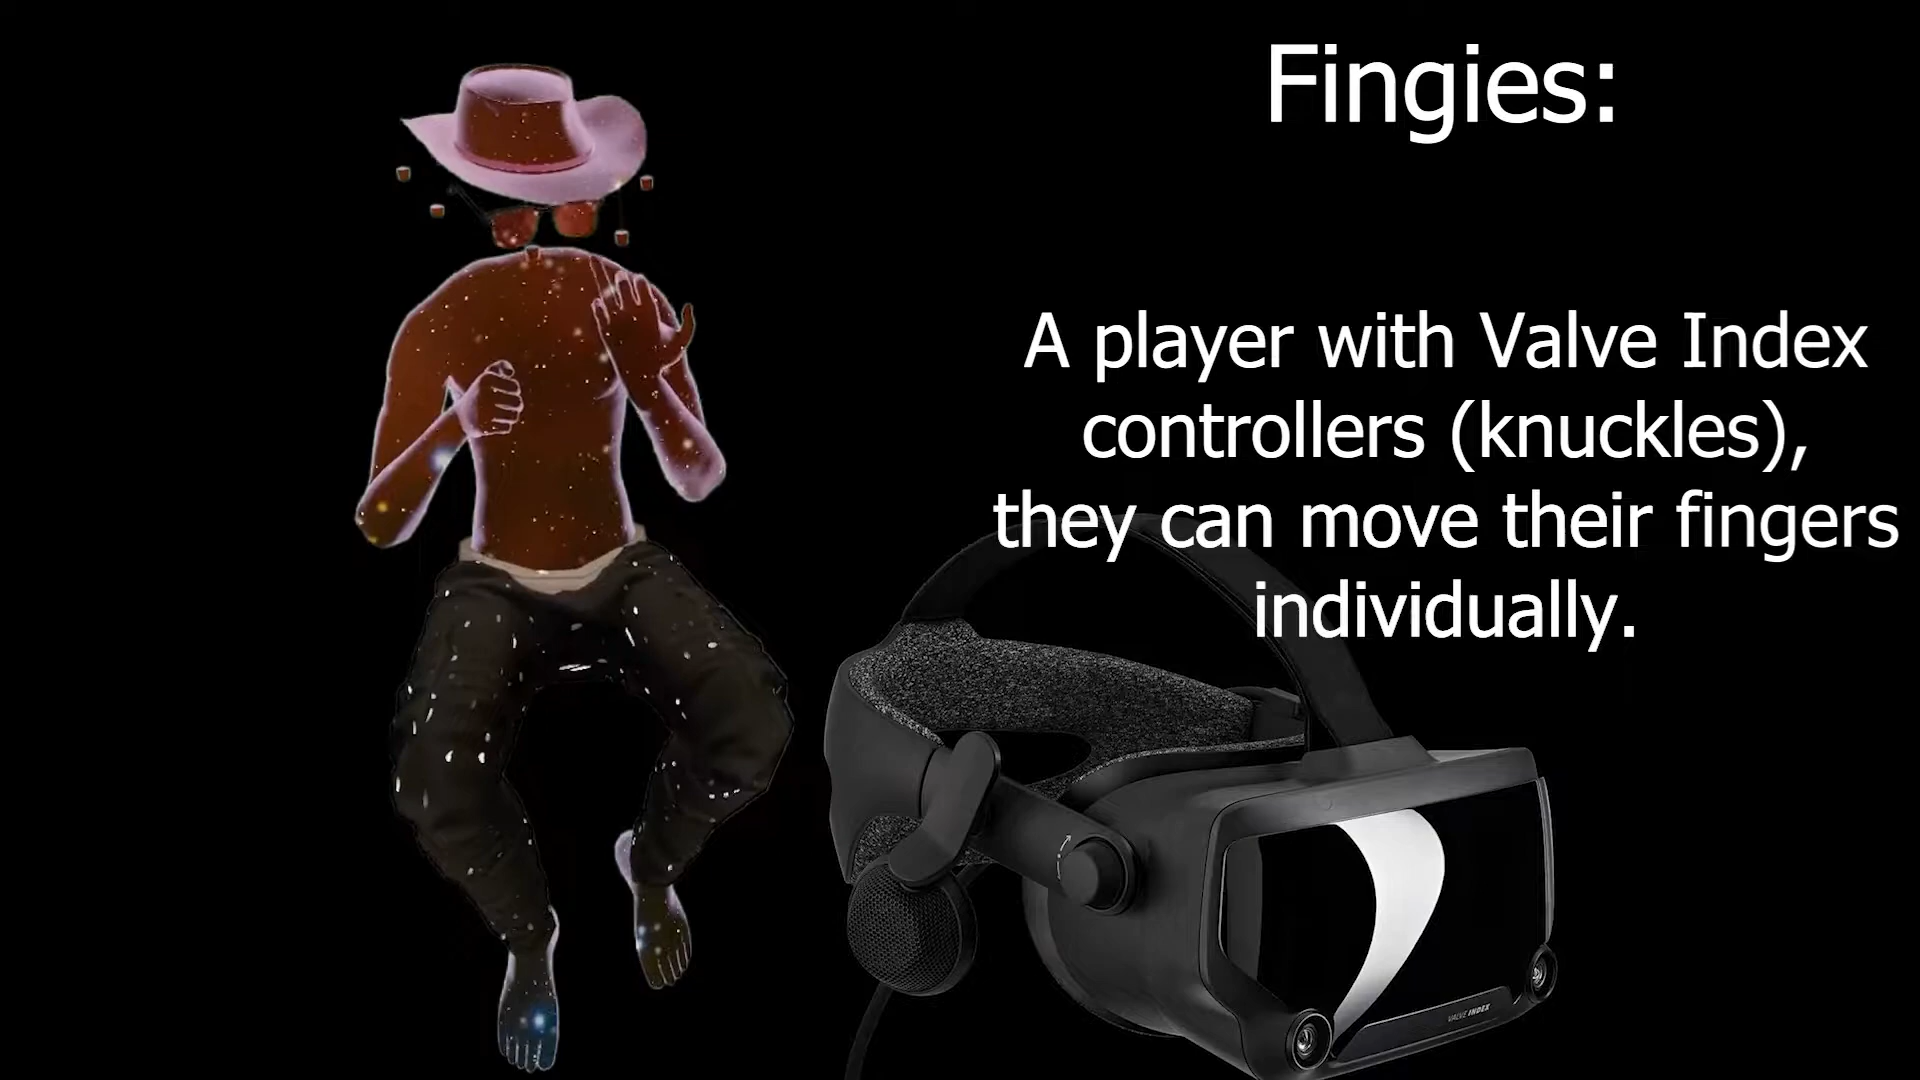 Fingies:
A player with Valve Index
controllers (knuckles),
they can move their fingers
individually.
VALVE INDEX